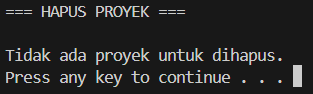 === HAPUS PROYEK ===
Tidak ada proyek untuk dihapus.
Press any key to continue . . .